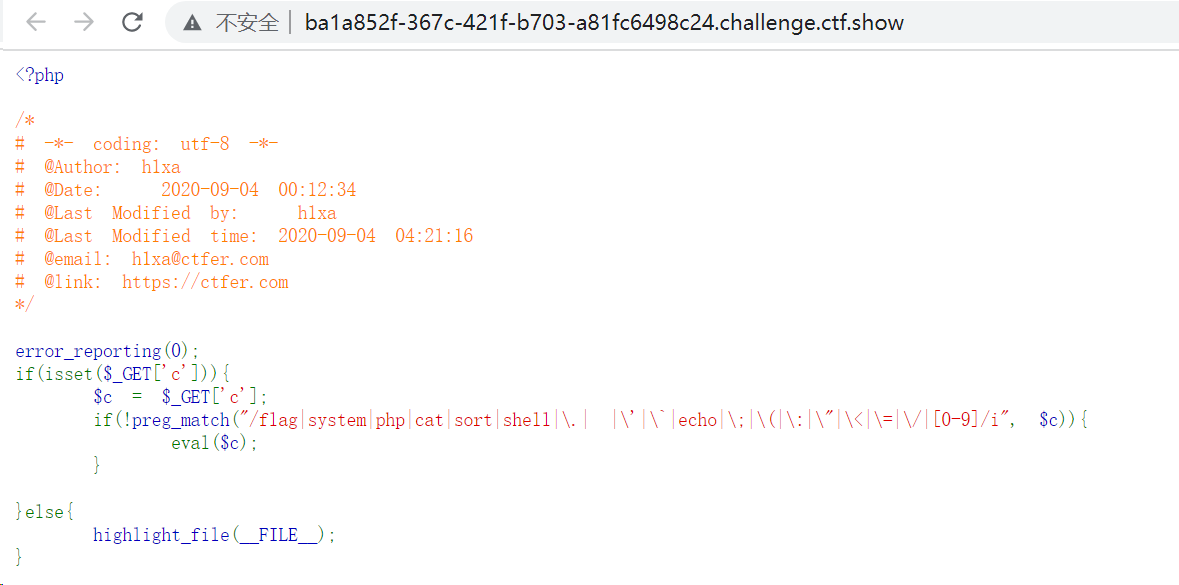 不安全 | ba1a852f-367c-421f-b703-a81fc6498c24.challenge.ctf.show
<?php
/*
# -*- coding: utf-8 -*-
# @Author: hlxa
# @Date:   2020-09-04 00:12:34
# @Last Modified by:   hlxa
# @Last Modified time: 2020-09-04 04:21:16
# @email: hlxa@ctfer.com
# @link: https://ctfer.com
*/
error_reporting(0);
if(isset($_GET['c'])){
    $c = $_GET['c'];
    if(!preg_match("/flag|system|php|cat|sort|shell|\.| |\'|\`|echo|\;|\(|\:|\"|\<|\=|\/|[0-9]/i", $c)){
        eval($c);
    }
}else{
    highlight_file(__FILE__);
}